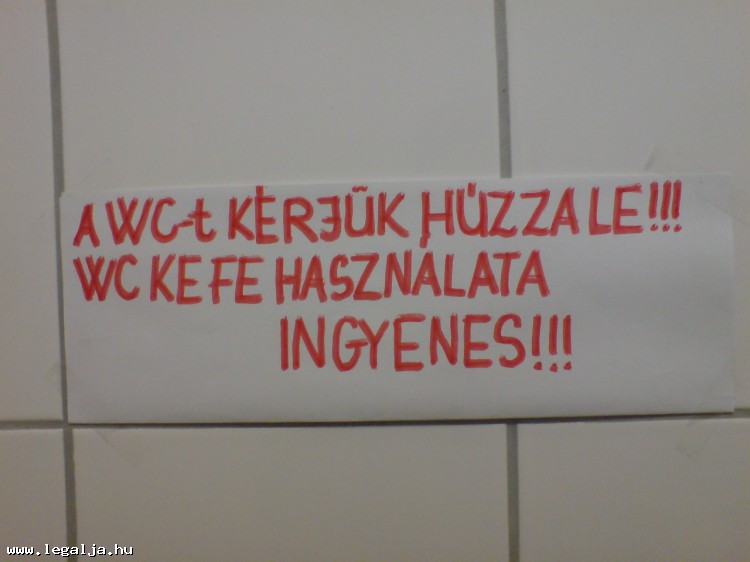 A WC-t KÉRJÜK HÚZZA LE!!!
WC KEFE HASZNÁLATA
INGYENES!!!
www.legalja.hu